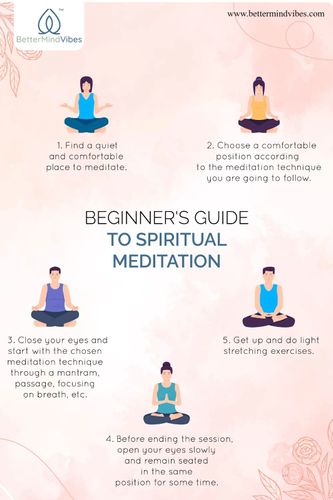 TM
BetterMindVibes
www.bettermindvibes.com
1. Find a quiet
and comfortable
place to meditate.
2. Choose a comfortable
position according
to the meditation technique
you are going to follow.
BEGINNER'S GUIDE
TO SPIRITUAL
MEDITATION
3. Close your eyes and
start with the chosen
meditation technique
through a mantram,
passage, focusing
on breath, etc.
5. Get up and do light
stretching exercises.
4. Before ending the session,
open your eyes slowly
and remain seated
in the same
position for some time.